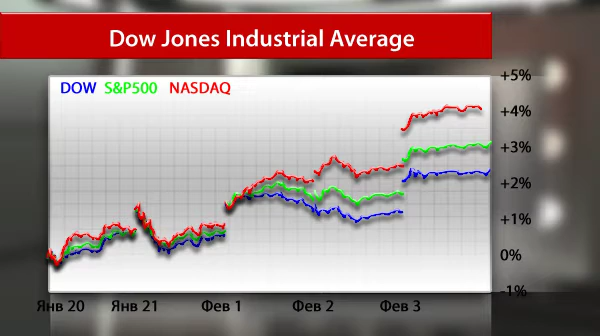 Dow Jones Industrial Average
DOW S&P500 NASDAQ
+5%
+4%
+3%
+2%
+1%
0%
-1%
Янв 20 Янв 21 Фев 1 Фев 2 Фев 3